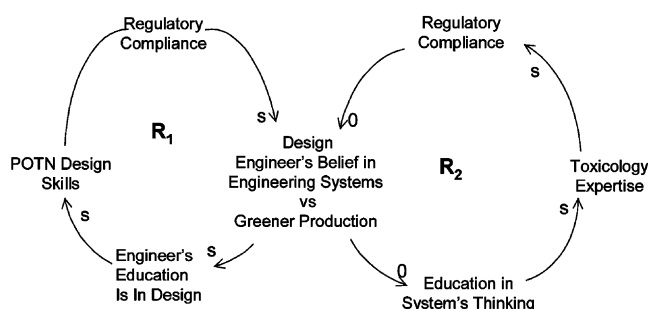 Regulatory
Compliance
Regulatory
Compliance
s
s
0
R1
R2
Design
Engineer's Belief in
Engineering Systems
vs
Greener Production
POTN Design
Skills
Toxicology
Expertise
s
s
s
0
Engineer's
Education
Is In Design
Education in
System's Thinking